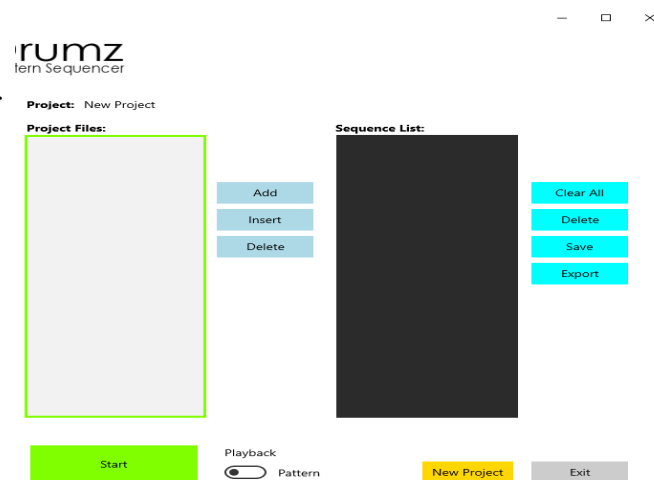 rumz
tern Sequencer
Project: New Project
Project Files:
Sequence List:
Add
Insert
Delete
Clear All
Delete
Save
Export
Start
Playback
Pattern
New Project
Exit